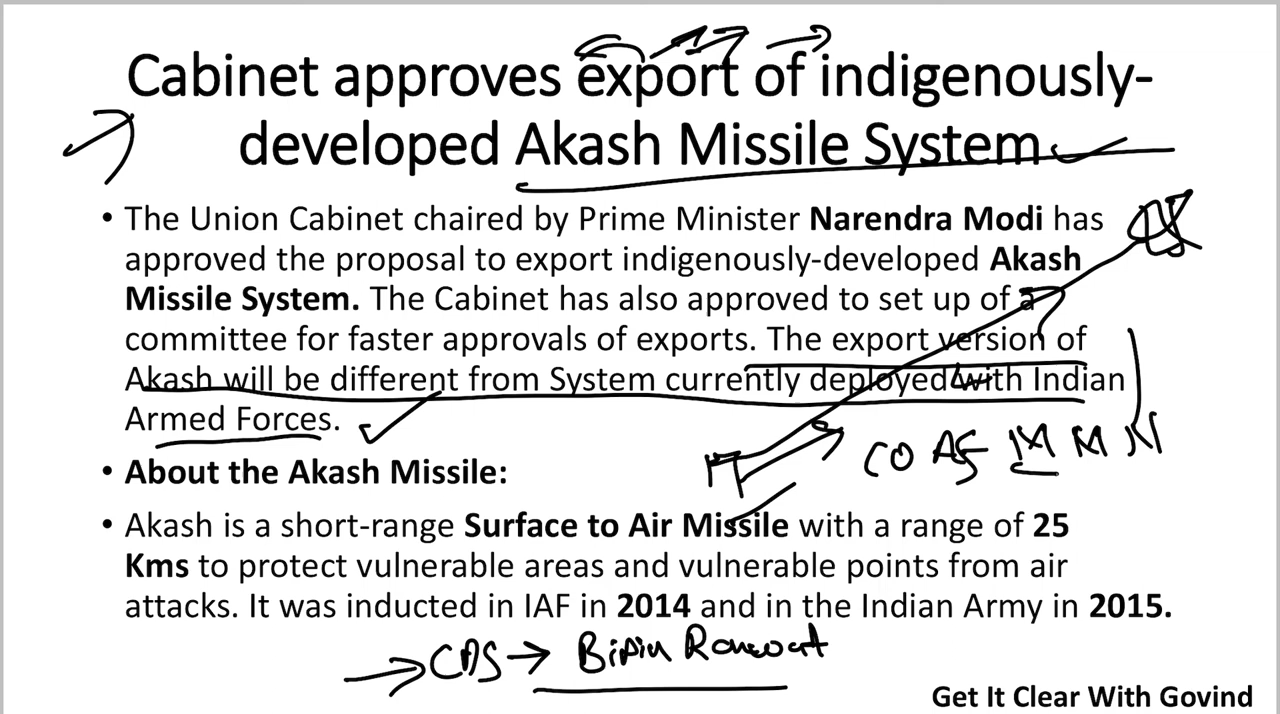 Cabinet approves export of indigenously-
developed Akash Missile System
• The Union Cabinet chaired by Prime Minister Narendra Modi has
approved the proposal to export indigenously-developed Akash
Missile System. The Cabinet has also approved to set up of a
committee for faster approvals of exports. The export version of
Akash will be different from System currently deployed with Indian
Armed Forces.
• About the Akash Missile:
• Akash is a short-range Surface to Air Missile with a range of 25
Kms to protect vulnerable areas and vulnerable points from air
attacks. It was inducted in IAF in 2014 and in the Indian Army in 2015.
→ CDS → Bipin
Get It Clear With Govind